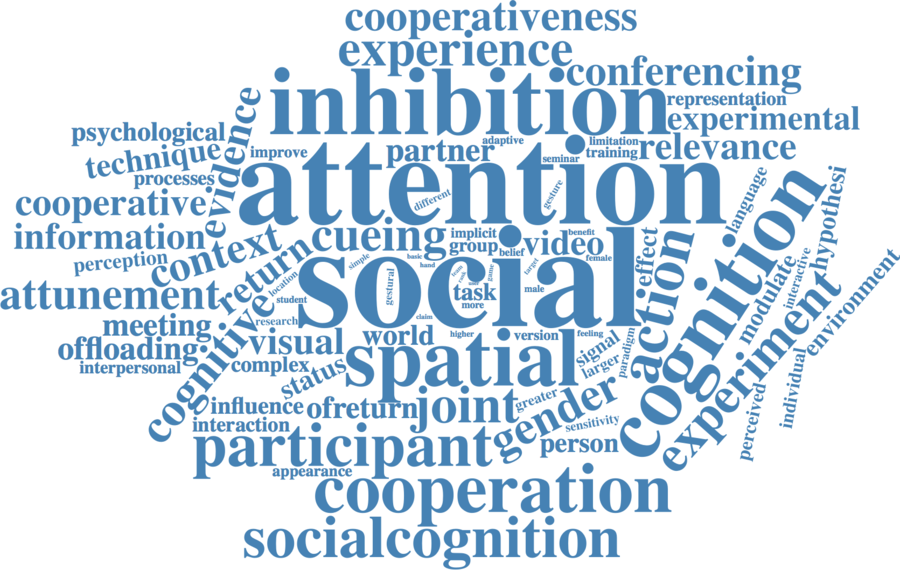 cooperativeness
experience
conferencing
inhibition
representation
evidence
experimental
psychological
adaptive
limitation
technique
improve
partner
seminar
training
relevance
processes
attention
language
hypothesi
cooperative
different
gesture
information
context
cueing
implicit
benefit
group
belief
video
effect
perception
return
simple
basic
hand
female
social
target
action
cognition
location
gestural
team
game
modulate
interactive
environment
attunement
student
task
male
more
meeting
research
claim
cognitive
visual
world
higher
version
feeling
offloading
signal
paradigm
experiment
interpersonal
complex
spatial
larger
status
individual
influence
ofreturn
joint
greater
gender
perceived
interaction
sensitivity
participant
person
appearance
cooperation
socialcognition